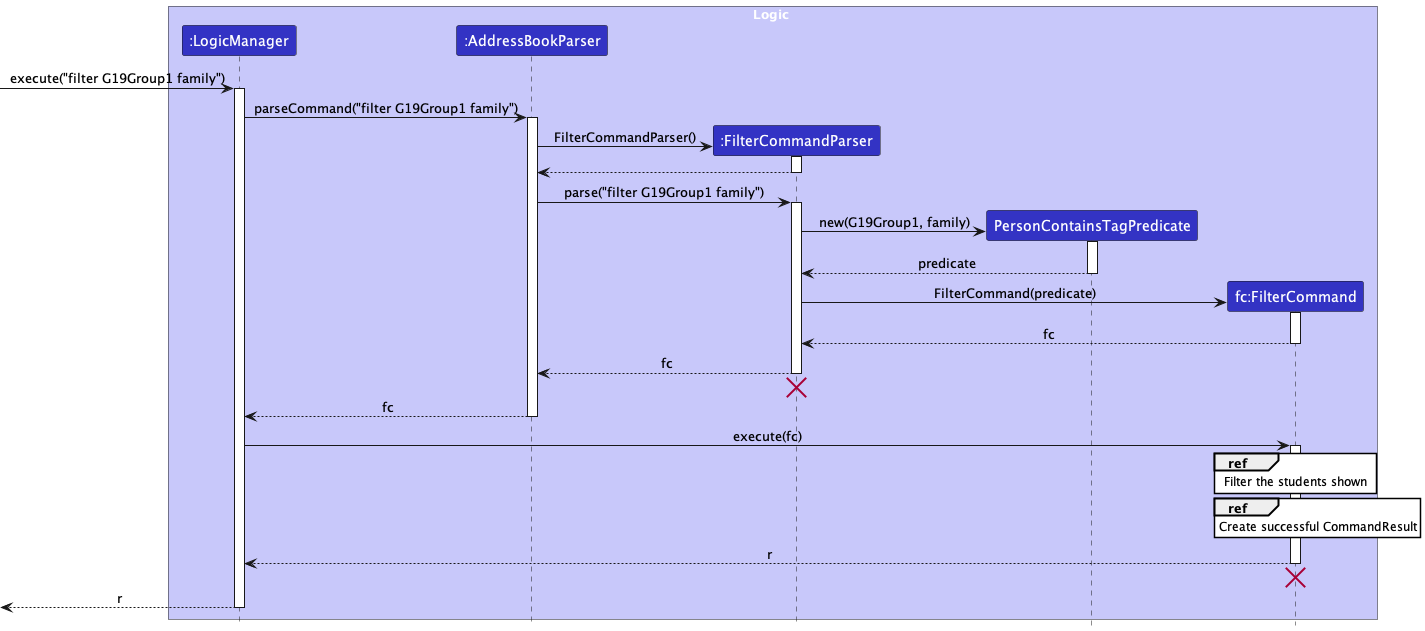 Logic
:LogicManager
:AddressBookParser
execute("filter G19Group1 family")
parseCommand("filter G19Group1 family")
FilterCommandParser()
:FilterCommandParser
parse("filter G19Group1 family")
new(G19Group1, family)
PersonContainsTagPredicate
predicate
FilterCommand(predicate)
fc:FilterCommand
fc
fc
fc
execute(fc)
ref
Filter the students shown
ref
Create successful CommandResult
r
r